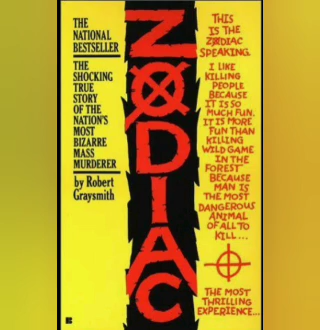 THE
NATIONAL
BESTSELLER
THE
SHOCKING
TRUE
STORY
OF THE
NATION'S
MOST
BIZARRE
MASS
MURDERER
by Robert
Graysmith
ZODIAC
THIS
IS THE
ZODIAC
SPEAKING.
I LIKE
KILLING
PEOPLE
BECAUSE
IT IS SO
MUCH FUN.
IT IS MORE
FUN THAN
KILLING
WILD GAME
IN THE
FOREST
BECAUSE
MAN IS
THE MOST
DANGEROUS
ANIMAL
OF ALL TO
KILL...
THE MOST
THRILLING
EXPERIENCE...